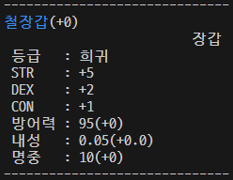 ------------------------------
철장갑(+0)
장갑
등급 : 희귀
STR : +5
DEX : +2
CON : +1
방어력 : 95(+0)
내성 : 0.05(+0.0)
명중 : 10(+0)
------------------------------